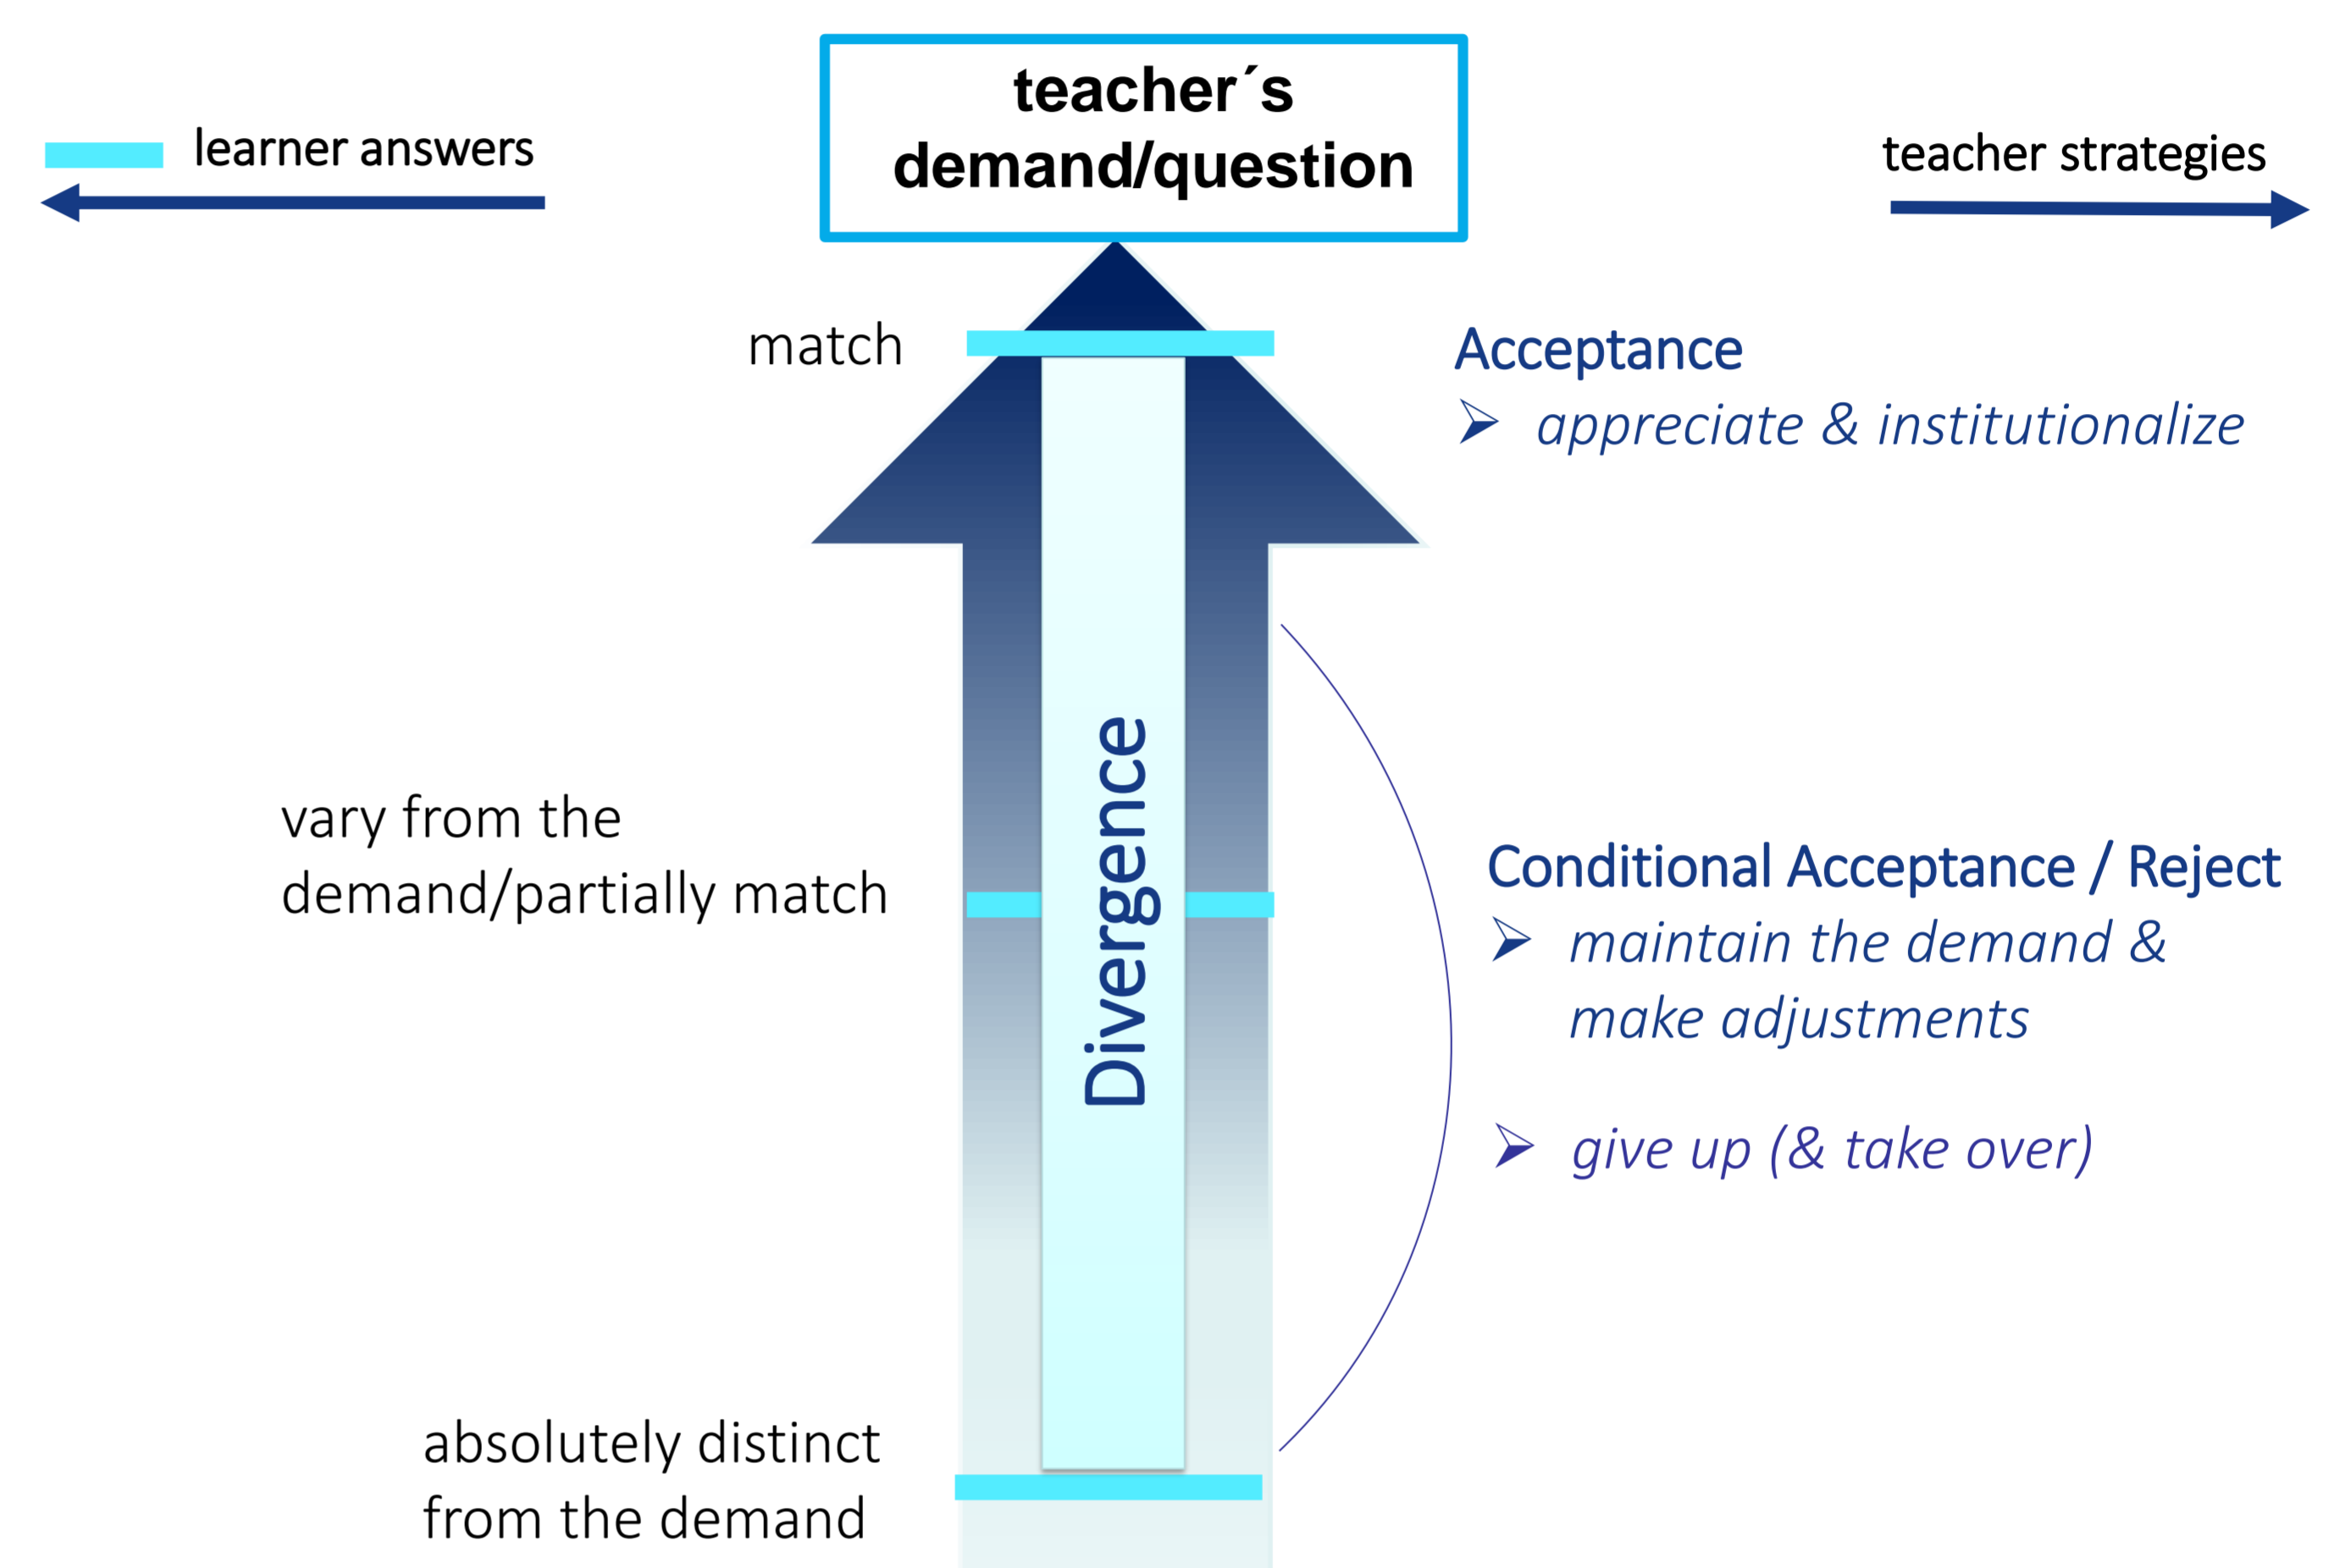 teacher´s
demand/question
learner answers
teacher strategies
match
Acceptance
appreciate & institutionalize
Divergence
vary from the
demand/partially match
Conditional Acceptance / Reject
maintain the demand &
make adjustments
give up (& take over)
absolutely distinct
from the demand